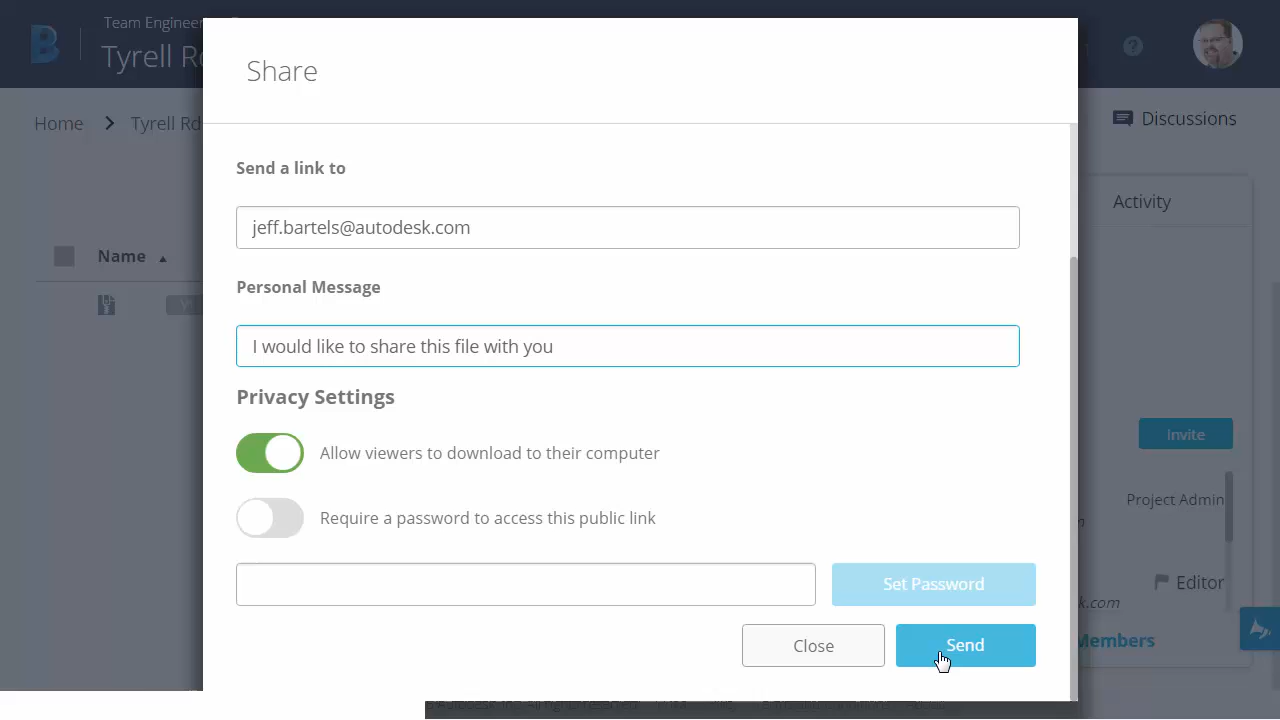 Team Engineer
Tyrell Rd
Share
Home
Tyrell Rd
Discussions
Send a link to
jeff.bartels@autodesk.com
Activity
Name
Personal Message
I would like to share this file with you
Privacy Settings
Invite
Allow viewers to download to their computer
Project Admin
Require a password to access this public link
Set Password
Editor
k.com
Close
Send
Members